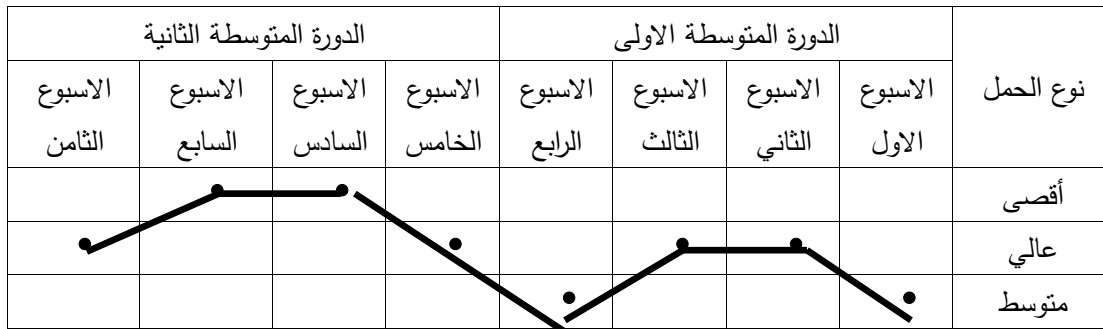 نوع الحمل
الدورة المتوسطة الاولى
الدورة المتوسطة الثانية
الاسبوع الاول
الاسبوع الثاني
الاسبوع الثالث
الاسبوع الرابع
الاسبوع الخامس
الاسبوع السادس
الاسبوع السابع
الاسبوع الثامن
أقصى
عالي
متوسط